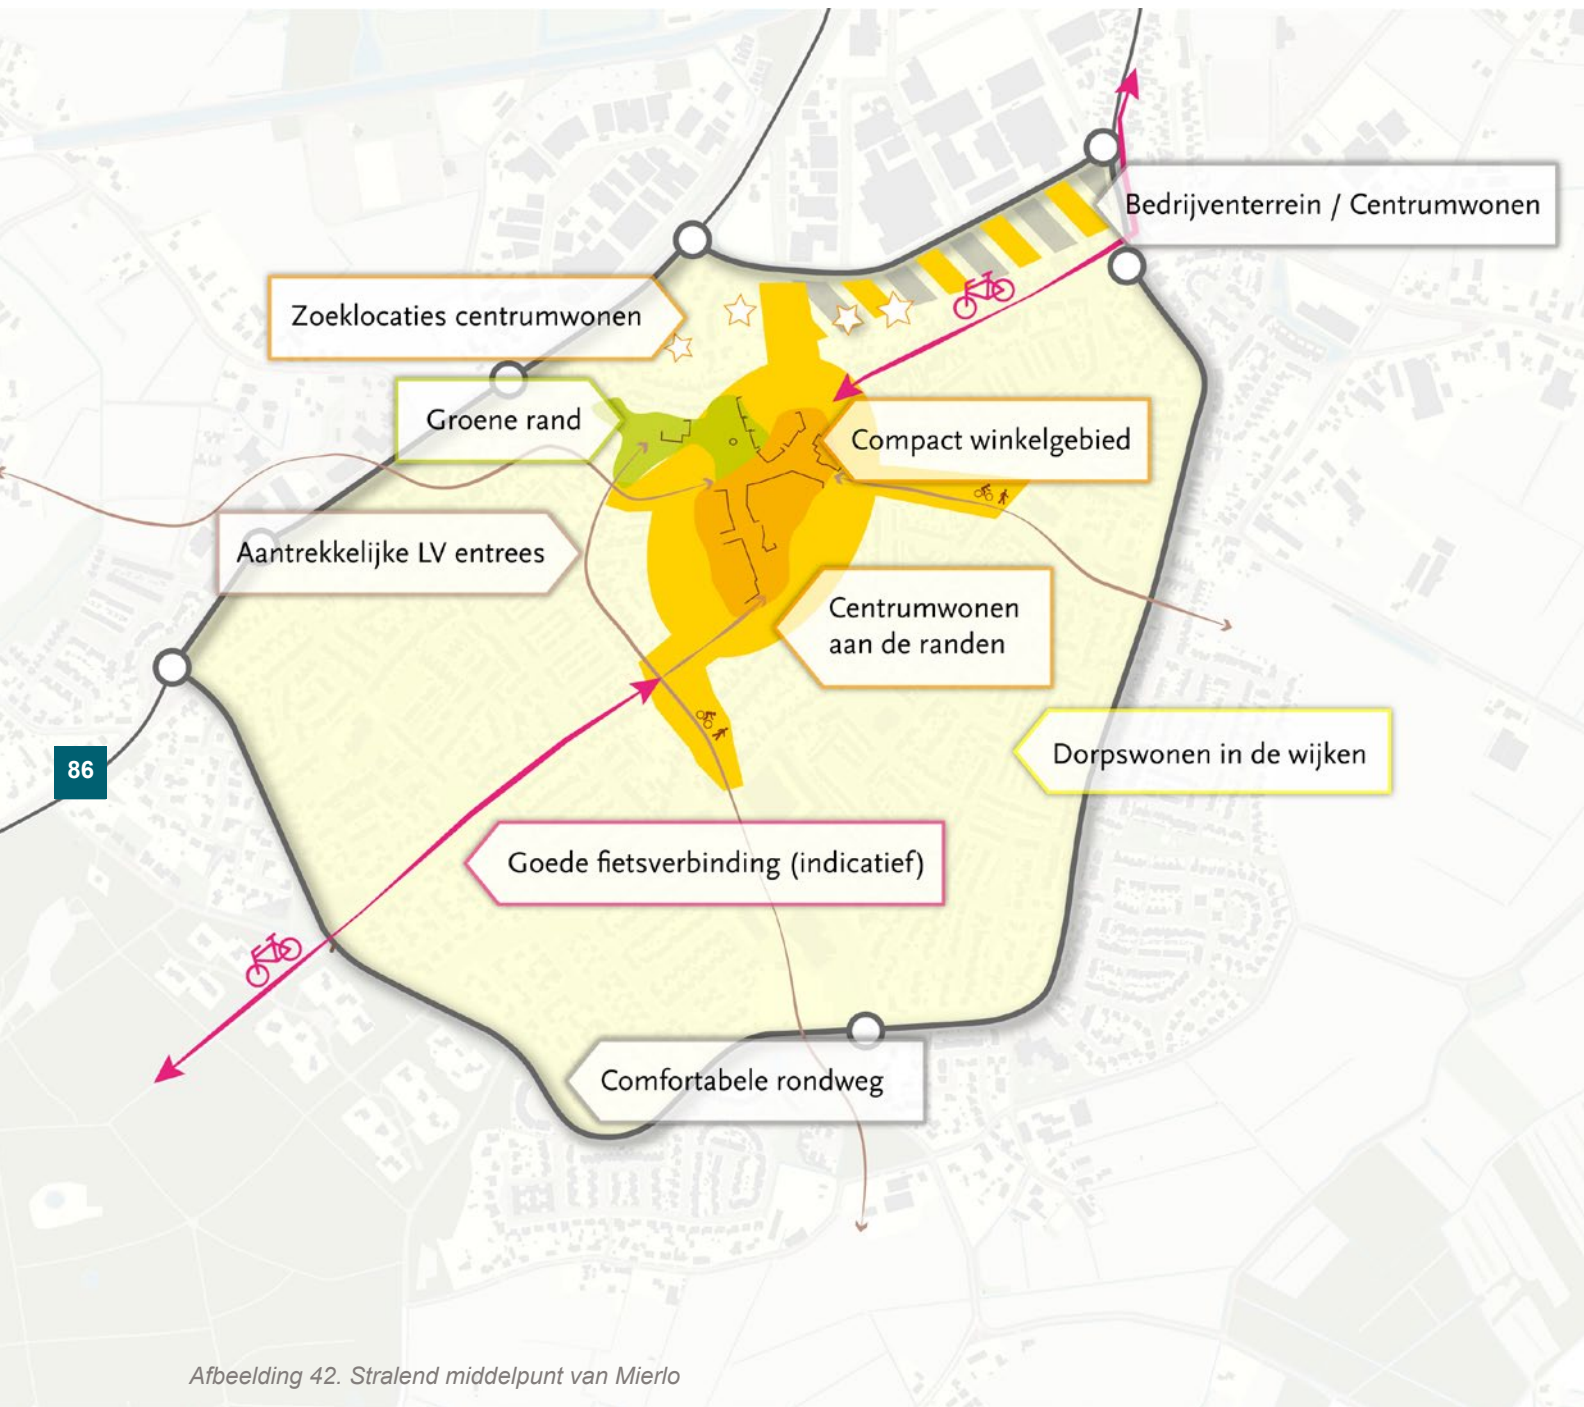 Bedrijventerrein / Centrumwonen
Zoeklocaties centrumwonen
Groene rand
Compact winkelgebied
Aantrekkelijke LV entrees
Centrumwonen
aan de randen
Dorpswonen in de wijken
86
Goede fietsverbinding (indicatief)
Comfortabele rondweg
Afbeelding 42. Stralend middelpunt van Mierlo